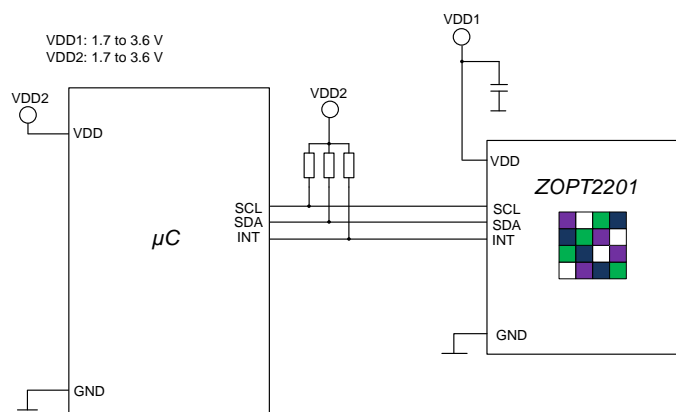 VDD1
VDD1: 1.7 to 3.6 V
VDD2: 1.7 to 3.6 V
VDD2
VDD2
VDD
VDD
ZOPT2201
SCL
SDA
INT
µC
SCL
SDA
INT
GND
GND